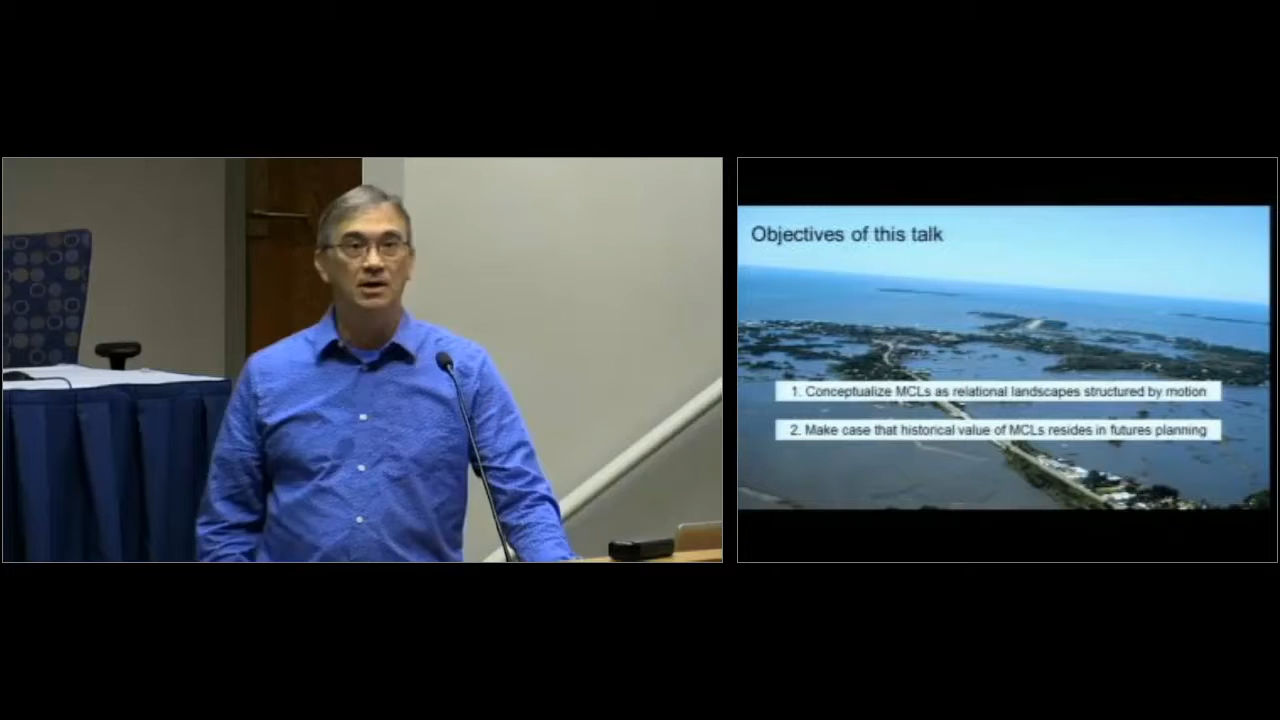 Objectives of this talk
1. Conceptualize MCLs as relational landscapes structured by motion
2. Make case that historical value of MCLs resides in futures planning